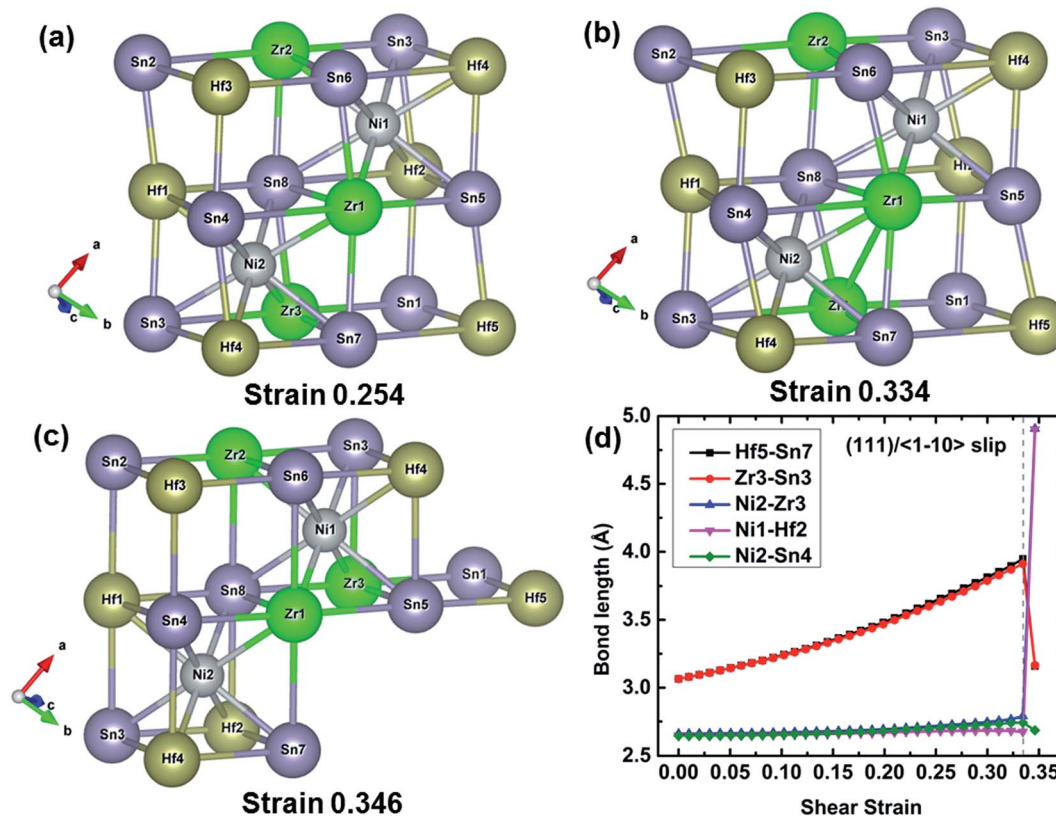 (a)
Sn2
Zr2
Sn3
Hf3
Sn6
Hf4
Ni1
Hf1
Sn8
Hf2
Sn4
Zr1
Sn5
Ni2
Sn3
Zr3
Sn1
Hf4
Sn7
Hf5
a
c
b
Strain 0.254
(b)
Sn2
Zr2
Sn3
Hf3
Sn6
Hf4
Ni1
Hf1
Sn8
Sn4
Zr1
Sn5
Ni2
Sn3
Sn1
Hf4
Sn7
Hf5
a
c
b
Strain 0.334
(c)
Sn2
Zr2
Sn3
Hf3
Sn6
Hf4
Ni1
Hf1
Sn8
Zr3
Sn1
Sn4
Zr1
Sn5
Hf5
Ni2
Sn3
Hf2
Sn7
Hf4
a
c
b
Strain 0.346
(d)
Hf5-Sn7
Zr3-Sn3
Ni2-Zr3
Ni1-Hf2
Ni2-Sn4
(111)/<1-10> slip
Bond length (Å)
5.0
4.5
4.0
3.5
3.0
2.5
0.00 0.05 0.10 0.15 0.20 0.25 0.30 0.35
Shear Strain